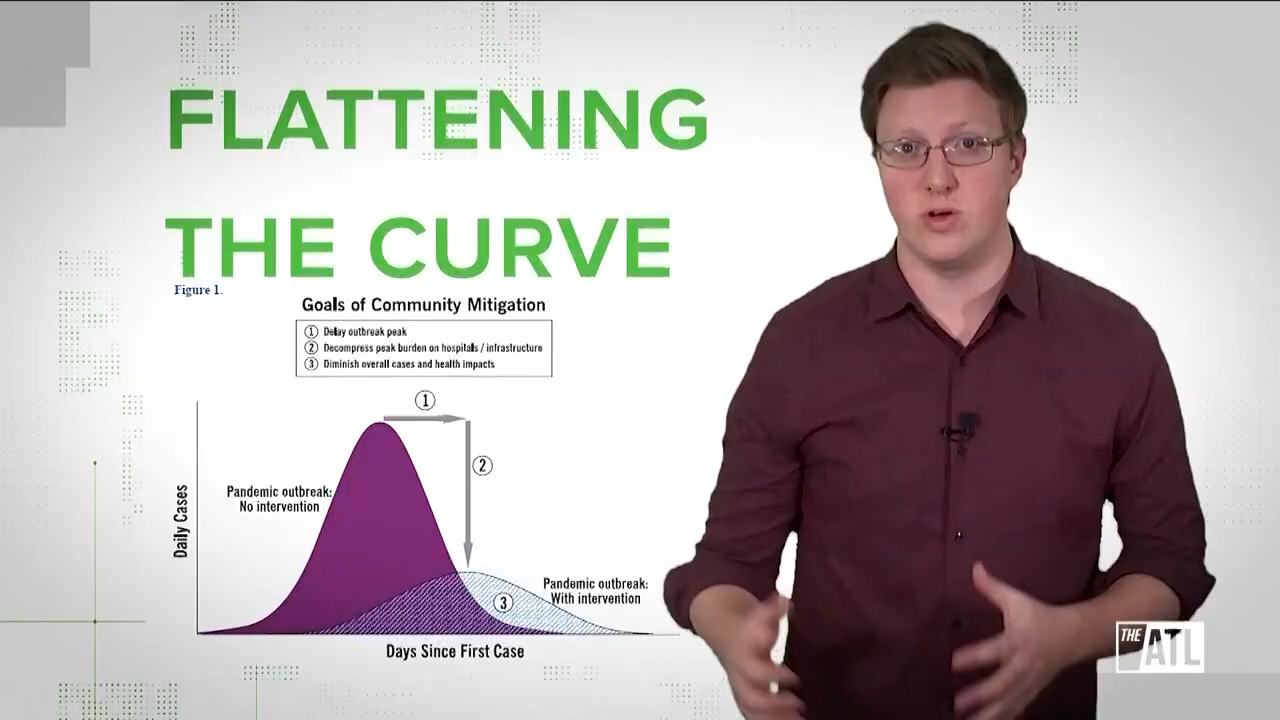 FLATTENING
THE CURVE
Figure 1.
Goals of Community Mitigation
① Delay outbreak peak
② Decompress peak burden on hospitals / infrastructure
③ Diminish overall cases and health impacts
①
②
Pandemic outbreak:
No intervention
Daily Cases
Pandemic outbreak:
With intervention
③
Days Since First Case
THE ATL